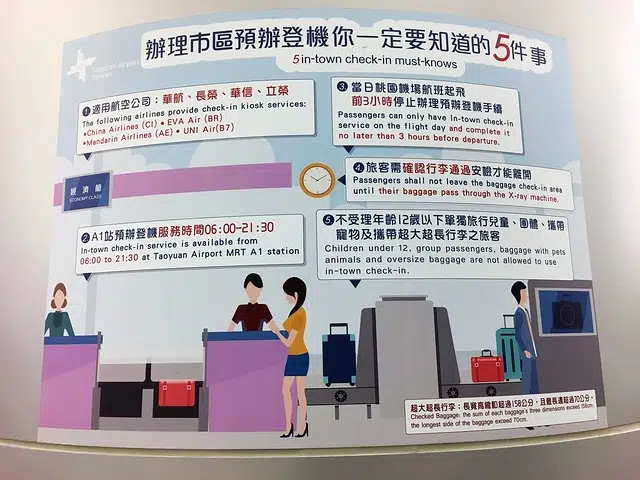 辦理市區預辦登機你一定要知道的5件事
5 in-town check-in must-knows
Taoyuan Airport
Taiwan
1 適用航空公司：華航、長榮、華信、立榮
The following airlines provide check-in kiosk services:
•China Airlines (CI) •EVA Air (BR)
•Mandarin Airlines (AE) •UNI Air(B7)
經濟艙
ECONOMY CLASS
2 A1站預辦登機服務時間06:00-21:30
In-town check-in service is available from
06:00 to 21:30 at Taoyuan Airport MRT A1 station
3 當日桃園機場航班起飛
前3小時停止辦理預辦登機手續
Passengers can only have In-town check-in
service on the flight day and complete it
no later than 3 hours before departure.
4 旅客需確認行李通過安檢才能離開
Passengers shall not leave the baggage check-in area
until their baggage pass through the X-ray machine.
5 不受理年齡12歲以下單獨旅行兒童、團體、攜帶
寵物及攜帶超大超長行李之旅客
Children under 12, group passengers, baggage with pets
animals and oversize baggage are not allowed to use
in-town check-in.
超大超長行李：長寬高總和超過158公分，且最長邊超過70公分。
Checked Baggage: the sum of each baggage's three dimensions exceed 158cm,
the longest side of the baggage exceed 70cm.